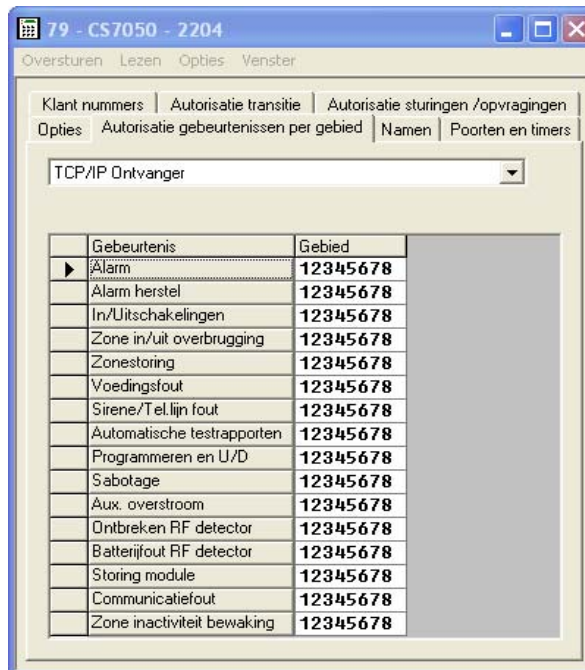 79 - CS7050 - 2204
Oversturen Lezen Opties Venster
Klant nummers Autorisatie transitie Autorisatie sturingen /opvragingen
Opties Autorisatie gebeurtenissen per gebied Namen Poorten en timers
TCP/IP Ontvanger
Gebeurtenis Gebied
Alarm 12345678
Alarm herstel 12345678
In/Uitschakelingen 12345678
Zone in/uit overbrugging 12345678
Zonestoring 12345678
Voedingsfout 12345678
Sirene/Tel.lijn fout 12345678
Automatische testrapporten 12345678
Programmeren en U/D 12345678
Sabotage 12345678
Aux. overstroom 12345678
Ontbreken RF detector 12345678
Batterijfout RF detector 12345678
Storing module 12345678
Communicatiefout 12345678
Zone inactiviteit bewaking 12345678